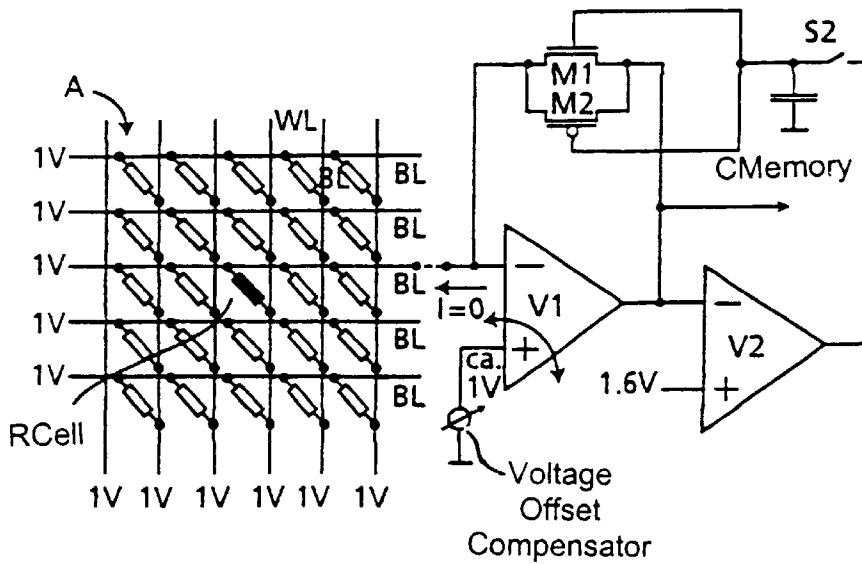 S2
M1
M2
A
WL
1V
BL
BL
CMemory
1V
BL
1V
BL
I=0
−
V1
+
ca.
1V
−
V2
+
1.6V
1V
BL
1V
BL
RCell
1V 1V 1V 1V 1V 1V
Voltage
Offset
Compensator